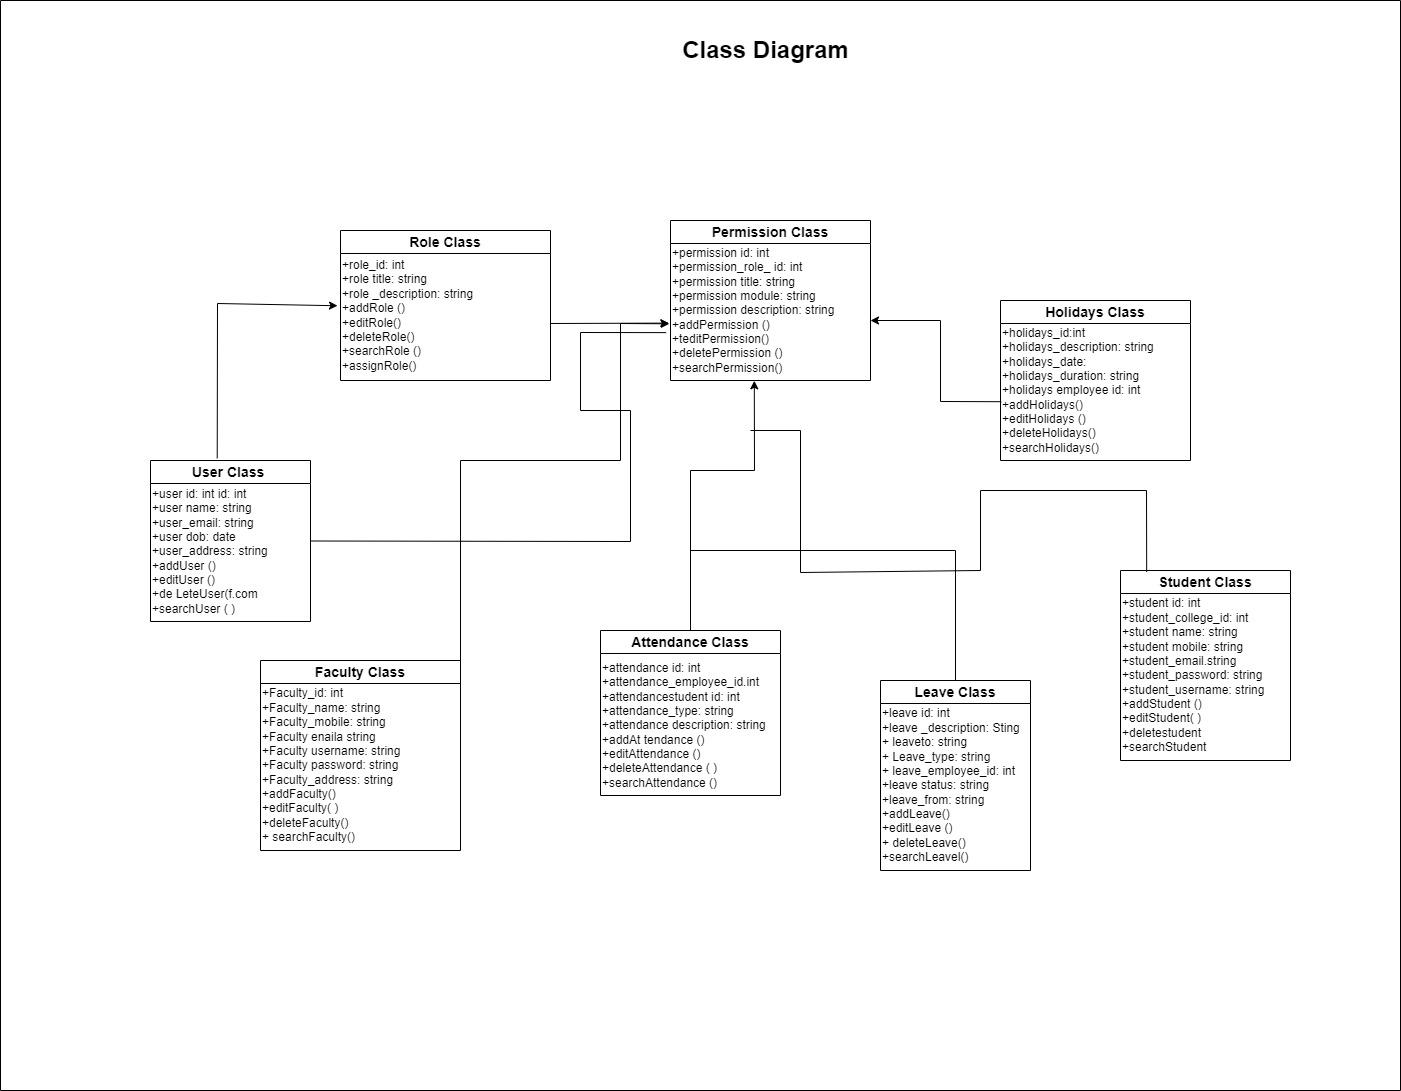 Class Diagram
Role Class
+role_id: int
+role title: string
+role _description: string
+addRole ()
+editRole()
+deleteRole()
+searchRole ()
+assignRole()
Permission Class
+permission id: int
+permission_role_ id: int
+permission title: string
+permission module: string
+permission description: string
+addPermission ()
+teditPermission()
+deletePermission ()
+searchPermission()
Holidays Class
+holidays_id:int
+holidays_description: string
+holidays_date:
+holidays_duration: string
+holidays employee id: int
+addHolidays()
+editHolidays ()
+deleteHolidays()
+searchHolidays()
User Class
+user id: int id: int
+user name: string
+user_email: string
+user dob: date
+user_address: string
+addUser ()
+editUser ()
+de LeteUser(f.com
+searchUser ( )
Faculty Class
+Faculty_id: int
+Faculty_name: string
+Faculty_mobile: string
+Faculty enaila string
+Faculty username: string
+Faculty password: string
+Faculty_address: string
+addFaculty()
+editFaculty( )
+deleteFaculty()
+ searchFaculty()
Attendance Class
+attendance id: int
+attendance_employee_id.int
+attendancestudent id: int
+attendance_type: string
+attendance description: string
+addAt tendance ()
+editAttendance ()
+deleteAttendance ( )
+searchAttendance ()
Leave Class
+leave id: int
+leave _description: Sting
+ leaveto: string
+ Leave_type: string
+ leave_employee_id: int
+leave status: string
+leave_from: string
+addLeave()
+editLeave ()
+ deleteLeave()
+searchLeavel()
Student Class
+student id: int
+student_college_id: int
+student name: string
+student mobile: string
+student_email.string
+student_password: string
+student_username: string
+addStudent ()
+editStudent( )
+deletestudent
+searchStudent